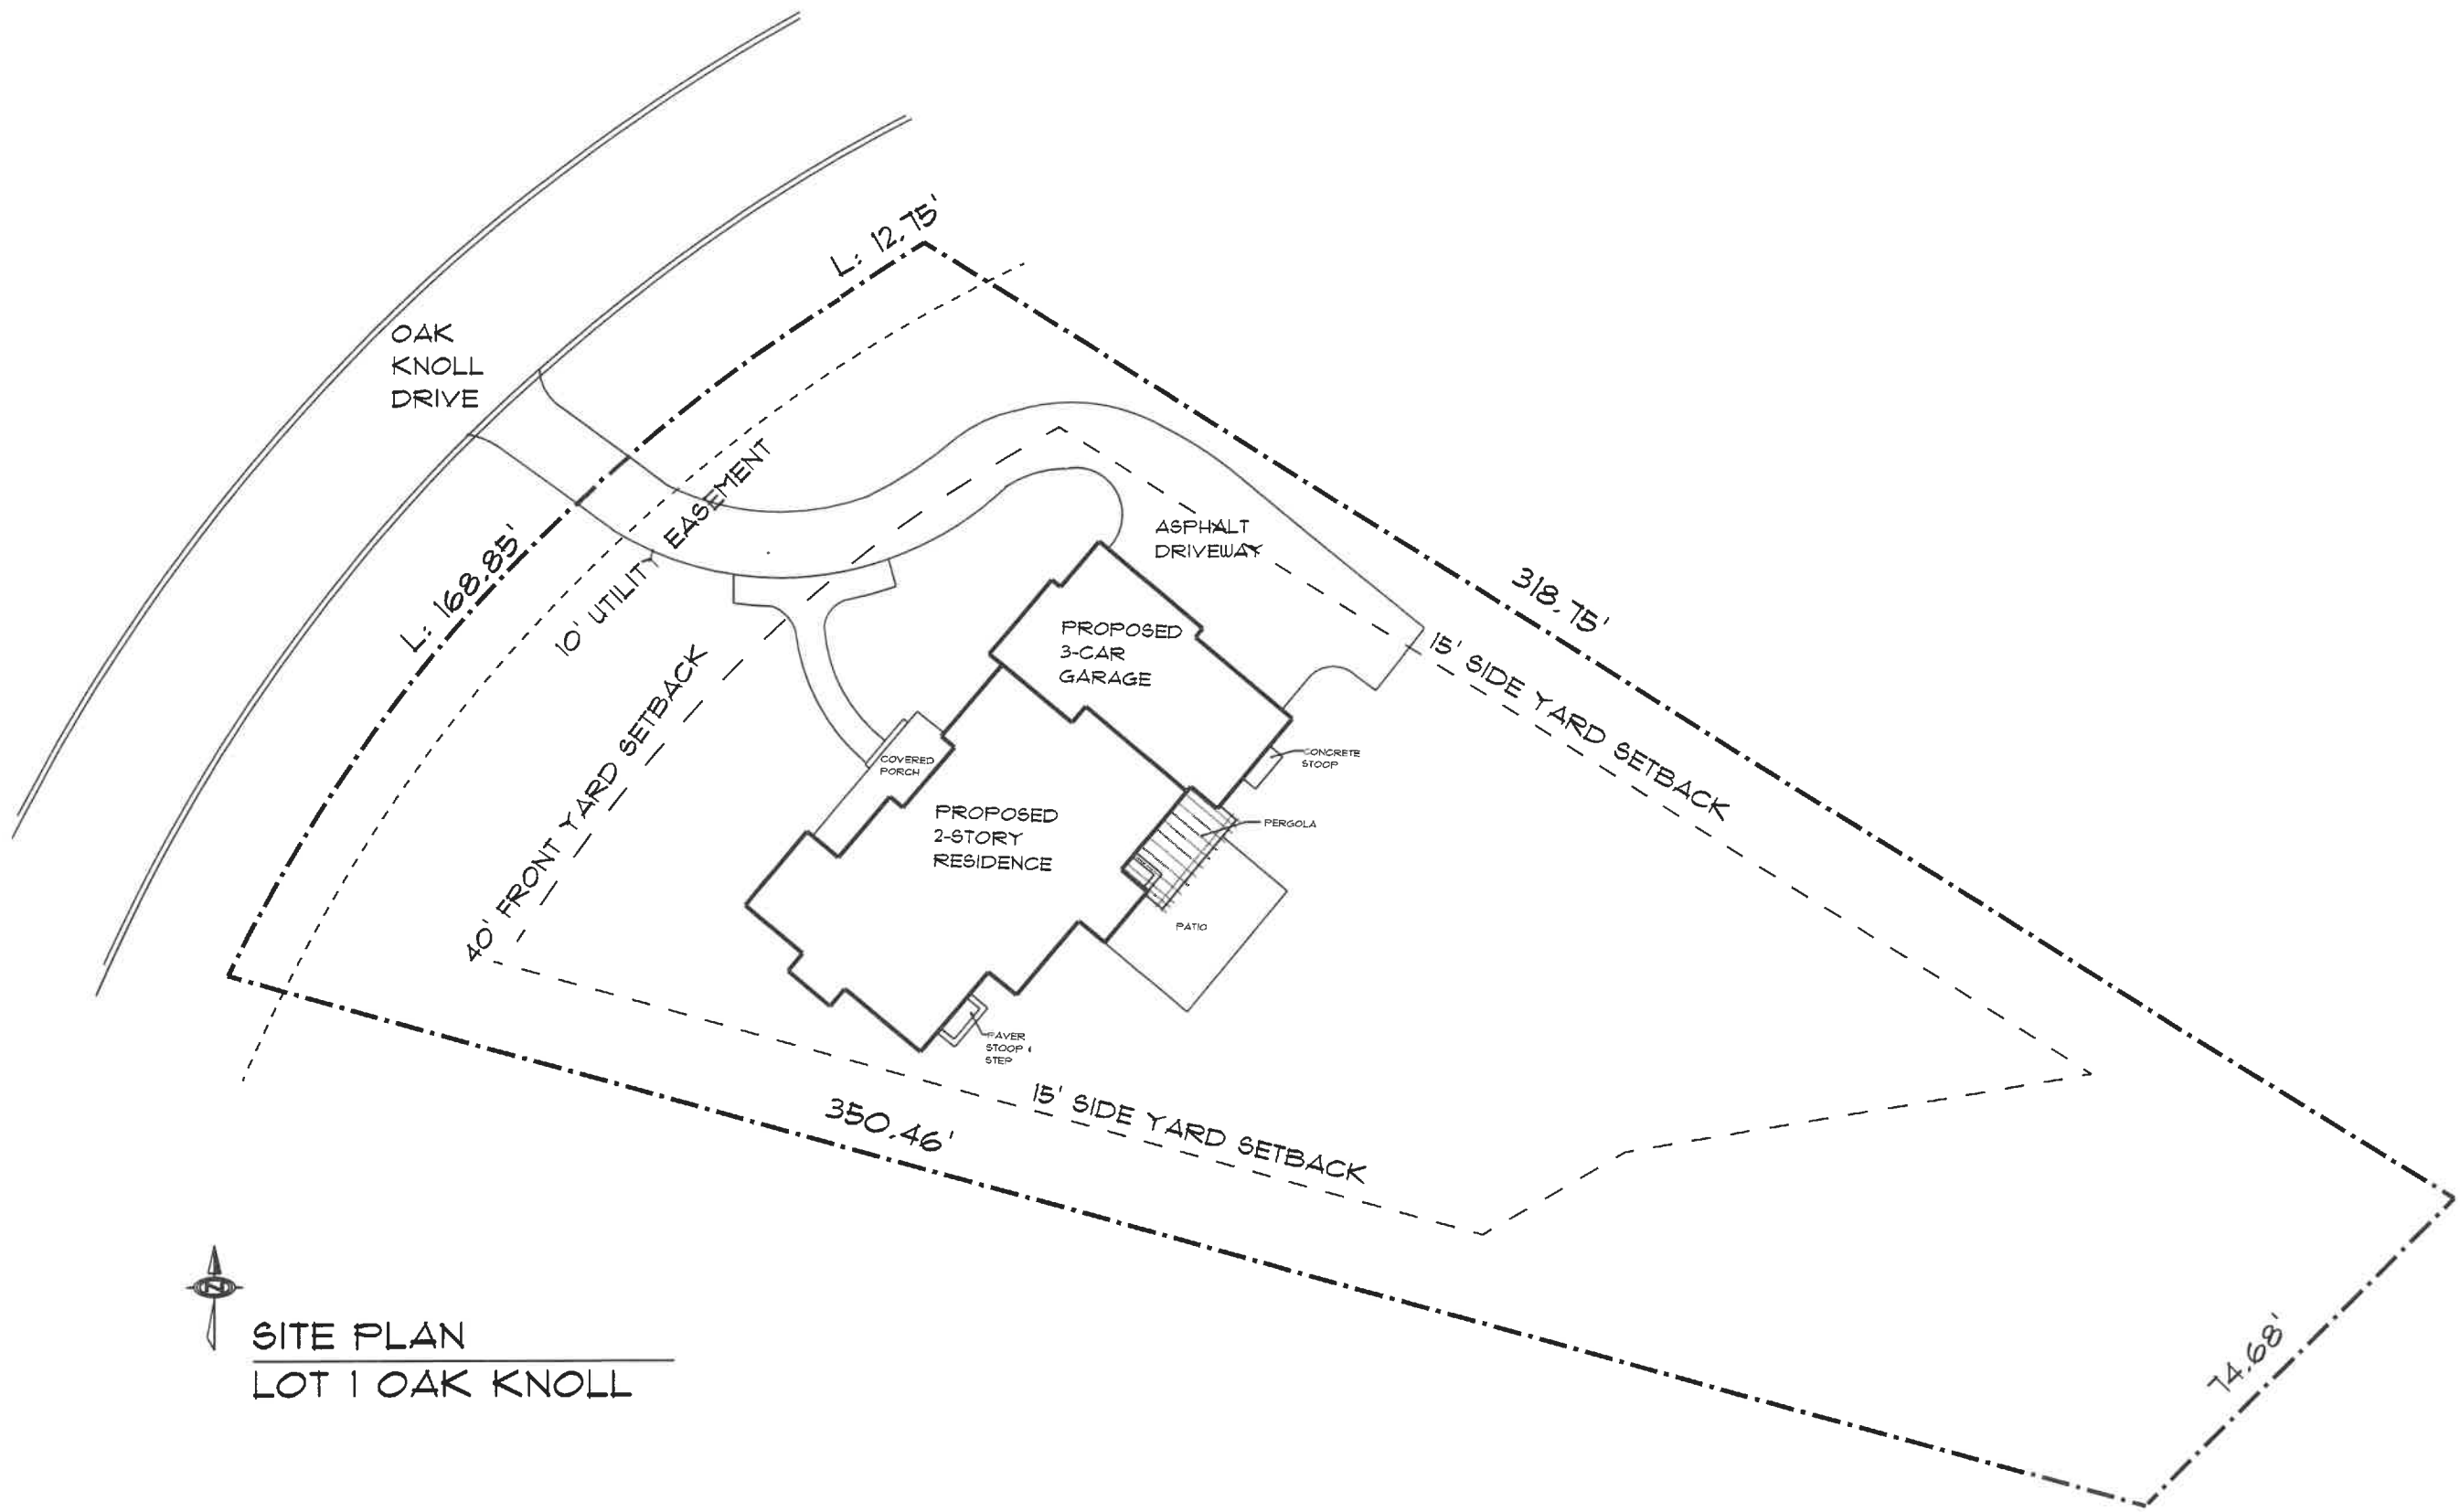 L: 12.75'
OAK
KNOLL
DRIVE
L: 168.85'
10' UTILITY EASEMENT
40' FRONT YARD SETBACK
ASPHALT
DRIVEWAY
318.75'
15' SIDE YARD SETBACK
PROPOSED
3-CAR
GARAGE
COVERED
PORCH
CONCRETE
STOOP
PROPOSED
2-STORY
RESIDENCE
PERGOLA
PATIO
PAVER
STOOP &
STEP
15' SIDE YARD SETBACK
350.46'
74.68'
N
SITE PLAN
LOT 1 OAK KNOLL